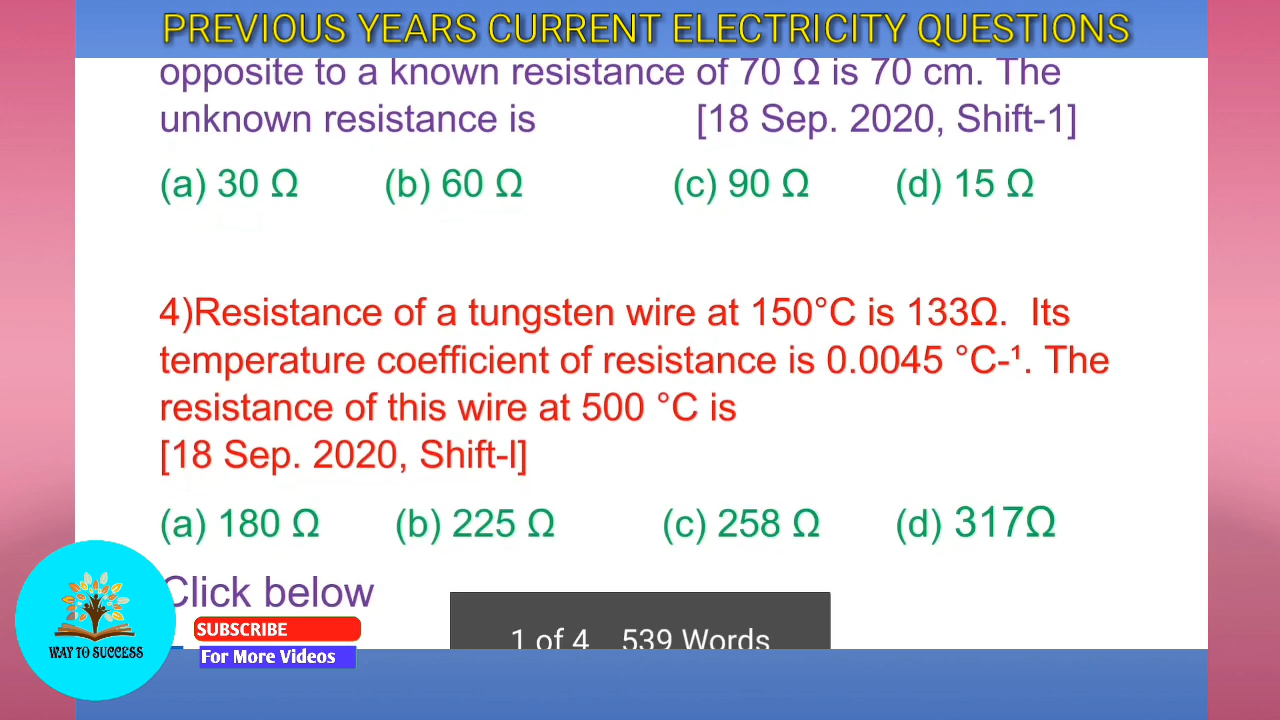 PREVIOUS YEARS CURRENT ELECTRICITY QUESTIONS
opposite to a known resistance of 70 Ω is 70 cm. The
unknown resistance is [18 Sep. 2020, Shift-1]
(a) 30 Ω (b) 60 Ω (c) 90 Ω (d) 15 Ω
4)Resistance of a tungsten wire at 150°C is 133Ω. Its
temperature coefficient of resistance is 0.0045 °C-¹. The
resistance of this wire at 500 °C is
[18 Sep. 2020, Shift-I]
(a) 180 Ω (b) 225 Ω (c) 258 Ω (d) 317Ω
Click below
SUBSCRIBE
For More Videos
WAY TO SUCCESS
1 of 4 539 Words